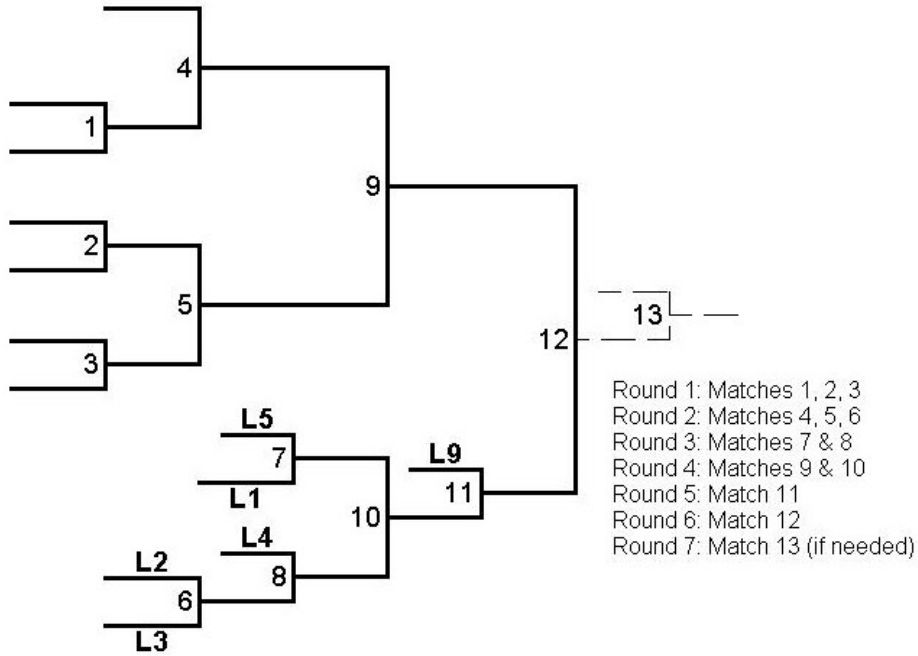 4
1
9
2
5
13
12
3
Round 1: Matches 1, 2, 3
Round 2: Matches 4, 5, 6
Round 3: Matches 7 & 8
Round 4: Matches 9 & 10
Round 5: Match 11
Round 6: Match 12
Round 7: Match 13 (if needed)
L5
7
L1
L9
11
10
L4
8
L2
6
L3